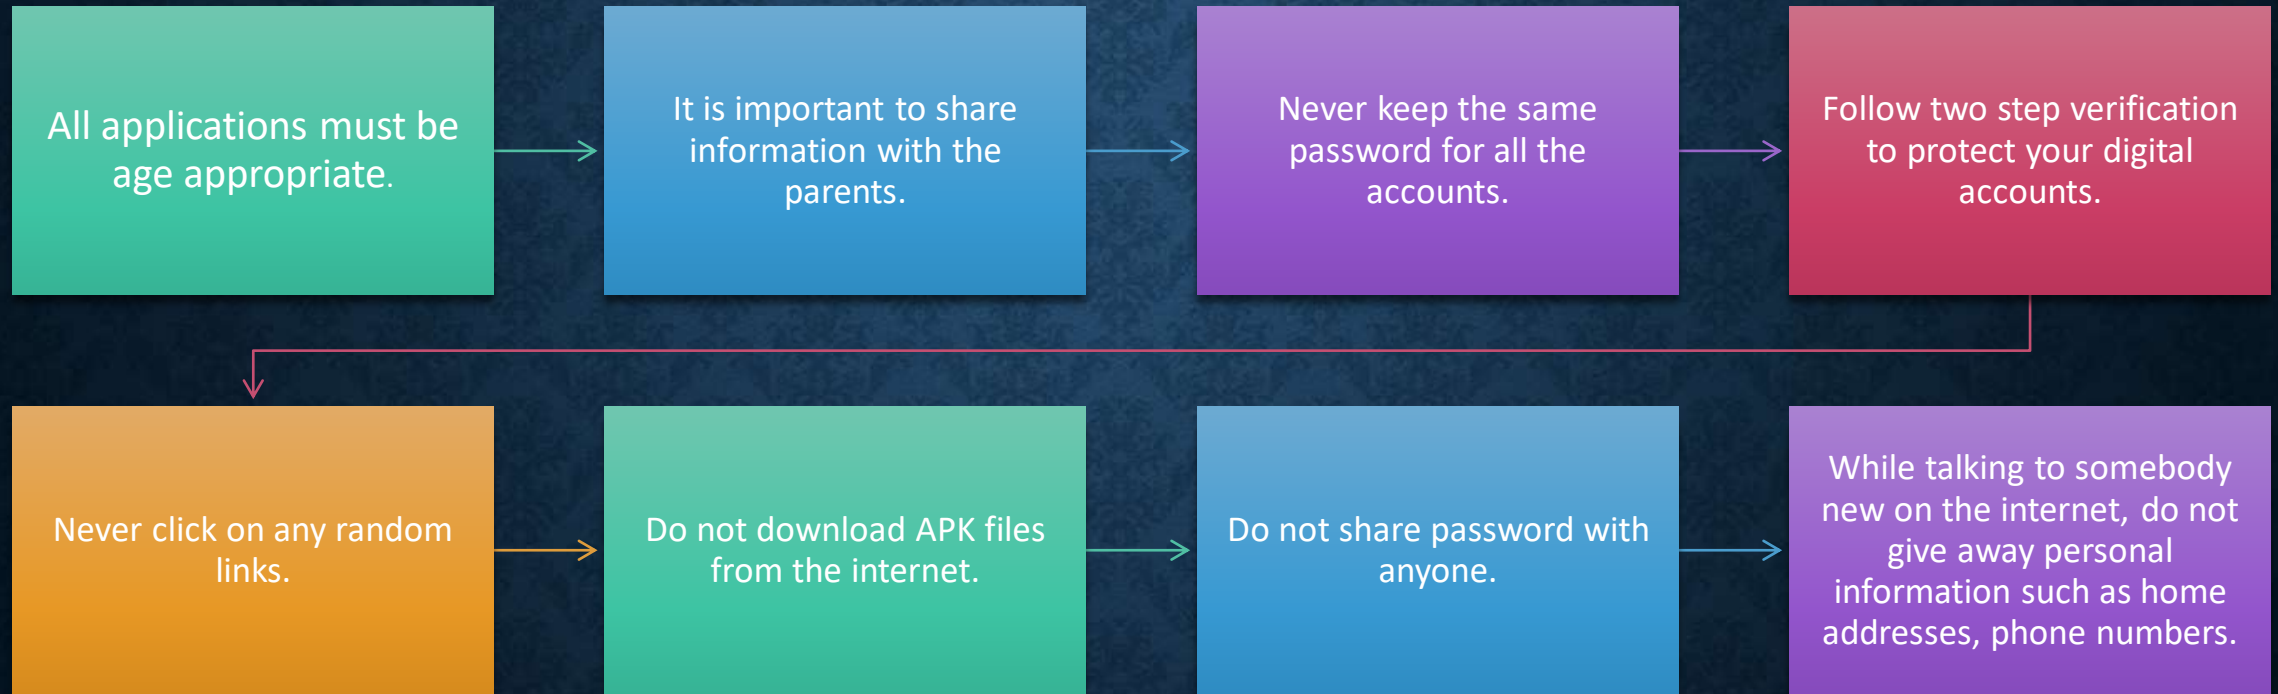 All applications must be
age appropriate.
It is important to share
information with the
parents.
Never keep the same
password for all the
accounts.
Follow two step verification
to protect your digital
accounts.
Never click on any random
links.
Do not download APK files
from the internet.
Do not share password with
anyone.
While talking to somebody
new on the internet, do not
give away personal
information such as home
addresses, phone numbers.